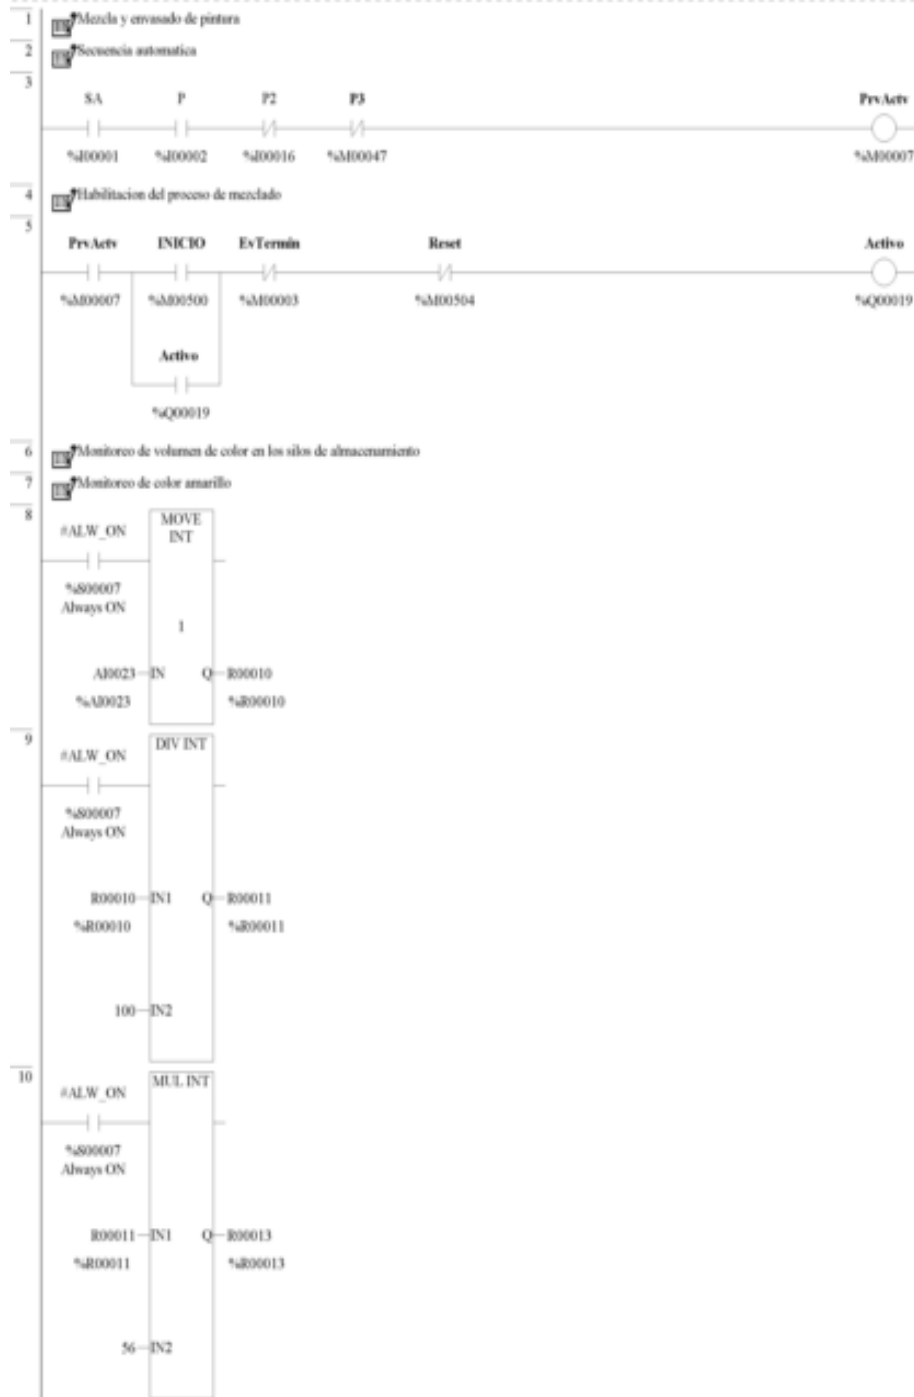 1 Mezcla y envasado de pintura
2 Secuencia automatica
3
SA P P2 P3 PrvActv
%I00001 %I00002 %I00016 %M00047 %M00007
4 Habilitacion del proceso de mezclado
5
PrvActv INICIO EvTermin Reset Activo
%M00007 %M00500 %M00003 %M00504 %Q00019
Activo
%Q00019
6 Monitoreo de volumen de color en los silos de almacenamiento
7 Monitoreo de color amarillo
8
#ALW_ON MOVE
INT
%S00007
Always ON
1
AI0023 IN Q R00010
%AI0023 %R00010
9
#ALW_ON DIV INT
%S00007
Always ON
R00010 IN1 Q R00011
%R00010 %R00011
100 IN2
10
#ALW_ON MUL INT
%S00007
Always ON
R00011 IN1 Q R00013
%R00011 %R00013
56 IN2